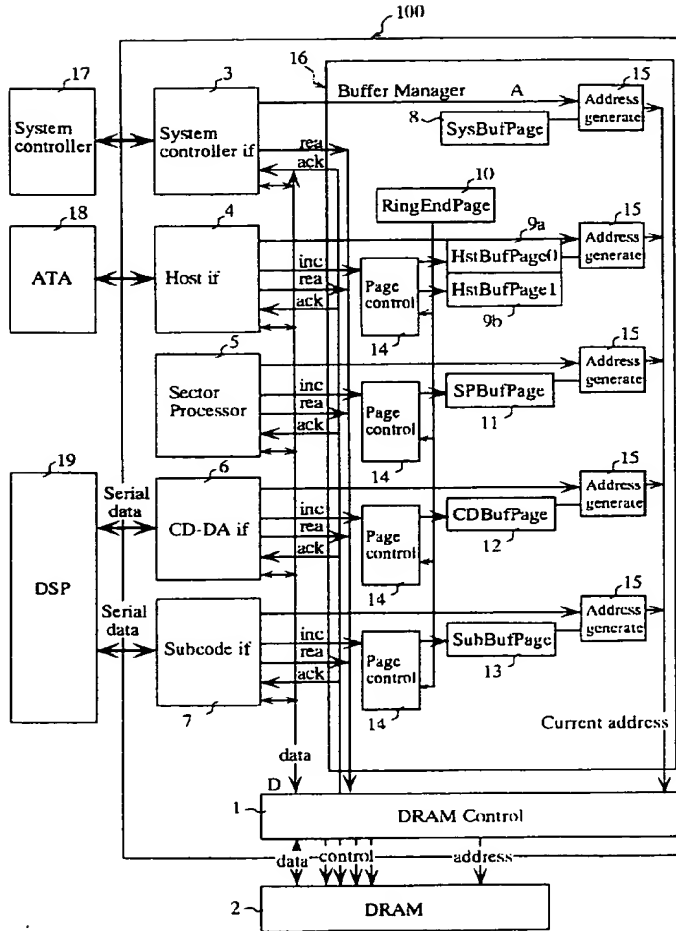 100
17
3
16
15
System controller
System controller if
Buffer Manager
A
Address generate
8
SysBufPage
rea
ack
10
RingEndPage
18
4
9a
15
ATA
Host if
inc
rea
ack
Page control
14
HstBufPage0
HstBufPage1
9b
Address generate
5
15
Sector Processor
inc
rea
ack
Page control
14
SPBufPage
11
Address generate
19
6
15
DSP
Serial data
CD-DA if
inc
rea
ack
Page control
14
CDBufPage
12
Address generate
15
Serial data
Subcode if
7
inc
rea
ack
Page control
14
SubBufPage
13
Address generate
data
D
Current address
1
DRAM Control
data
control
address
2
DRAM